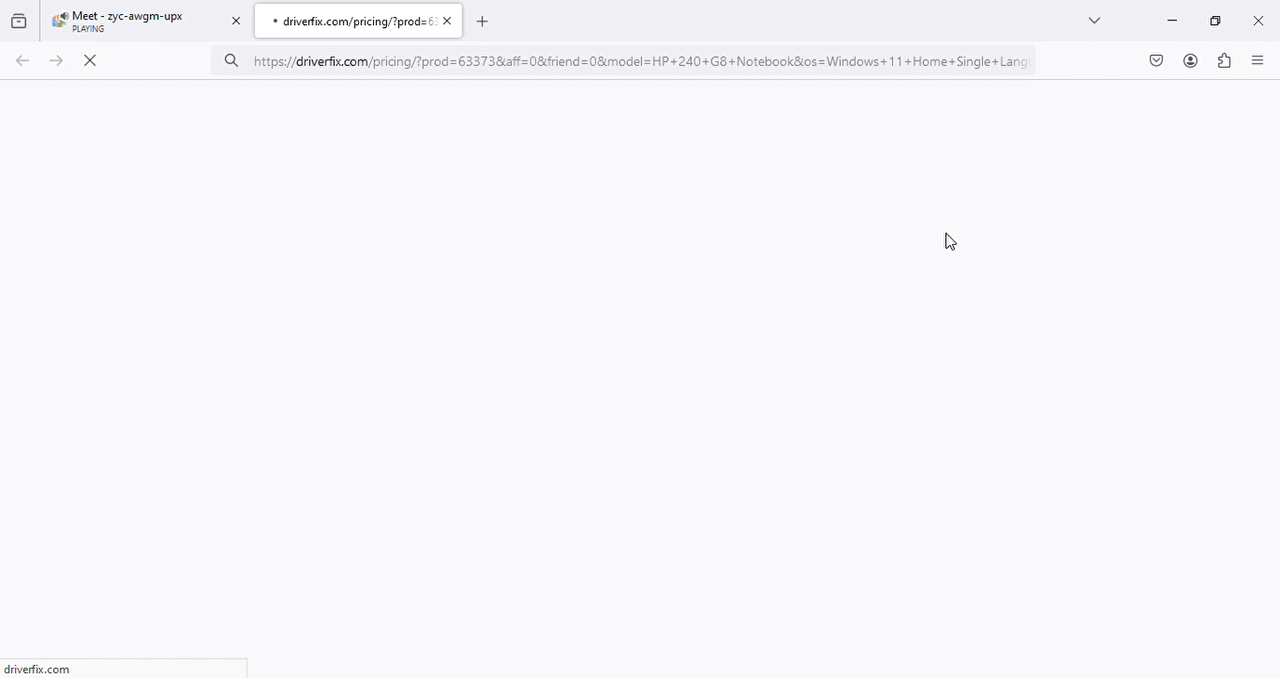 Meet - zyc-awgm-upx
PLAYING
driverfix.com/pricing/?prod=63
https://driverfix.com/pricing/?prod=63373&aff=0&friend=0&model=HP+240+G8+Notebook&os=Windows+11+Home+Single+Lang
driverfix.com